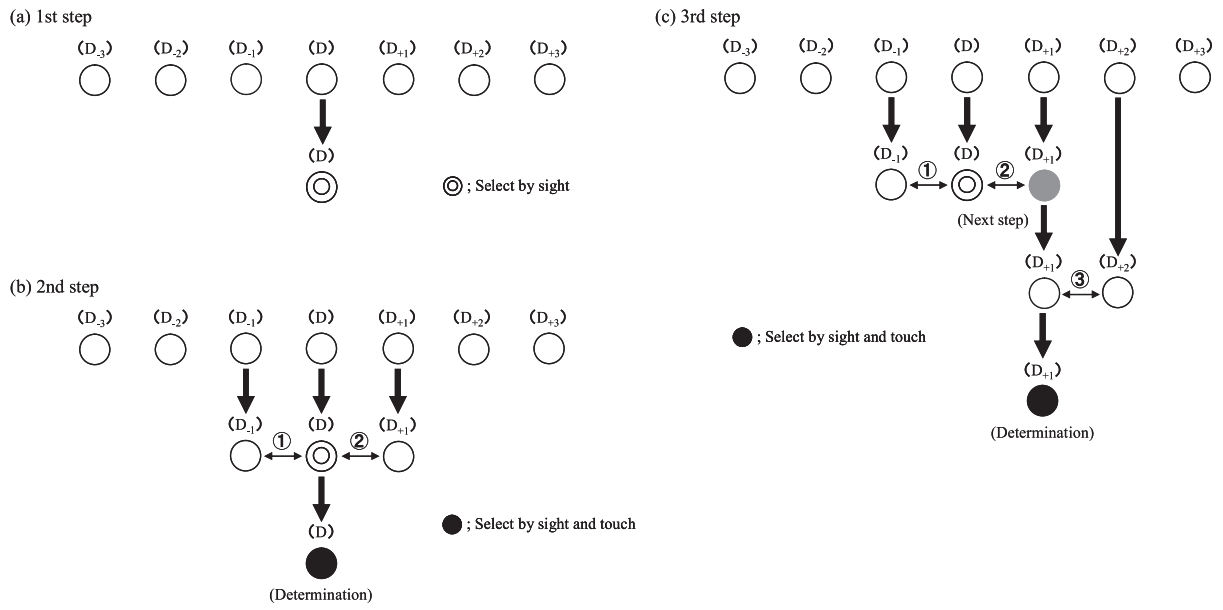 (a) 1st step
(D-3) (D-2) (D-1) (D) (D+1) (D+2) (D+3)
(D)
; Select by sight
(b) 2nd step
(D-3) (D-2) (D-1) (D) (D+1) (D+2) (D+3)
(D-1) (D) (D+1)
① ②
(D)
; Select by sight and touch
(Determination)
(c) 3rd step
(D-3) (D-2) (D-1) (D) (D+1) (D+2) (D+3)
(D-1) (D) (D+1)
① ②
(Next step)
(D+1) (D+2)
③
; Select by sight and touch
(D+1)
(Determination)